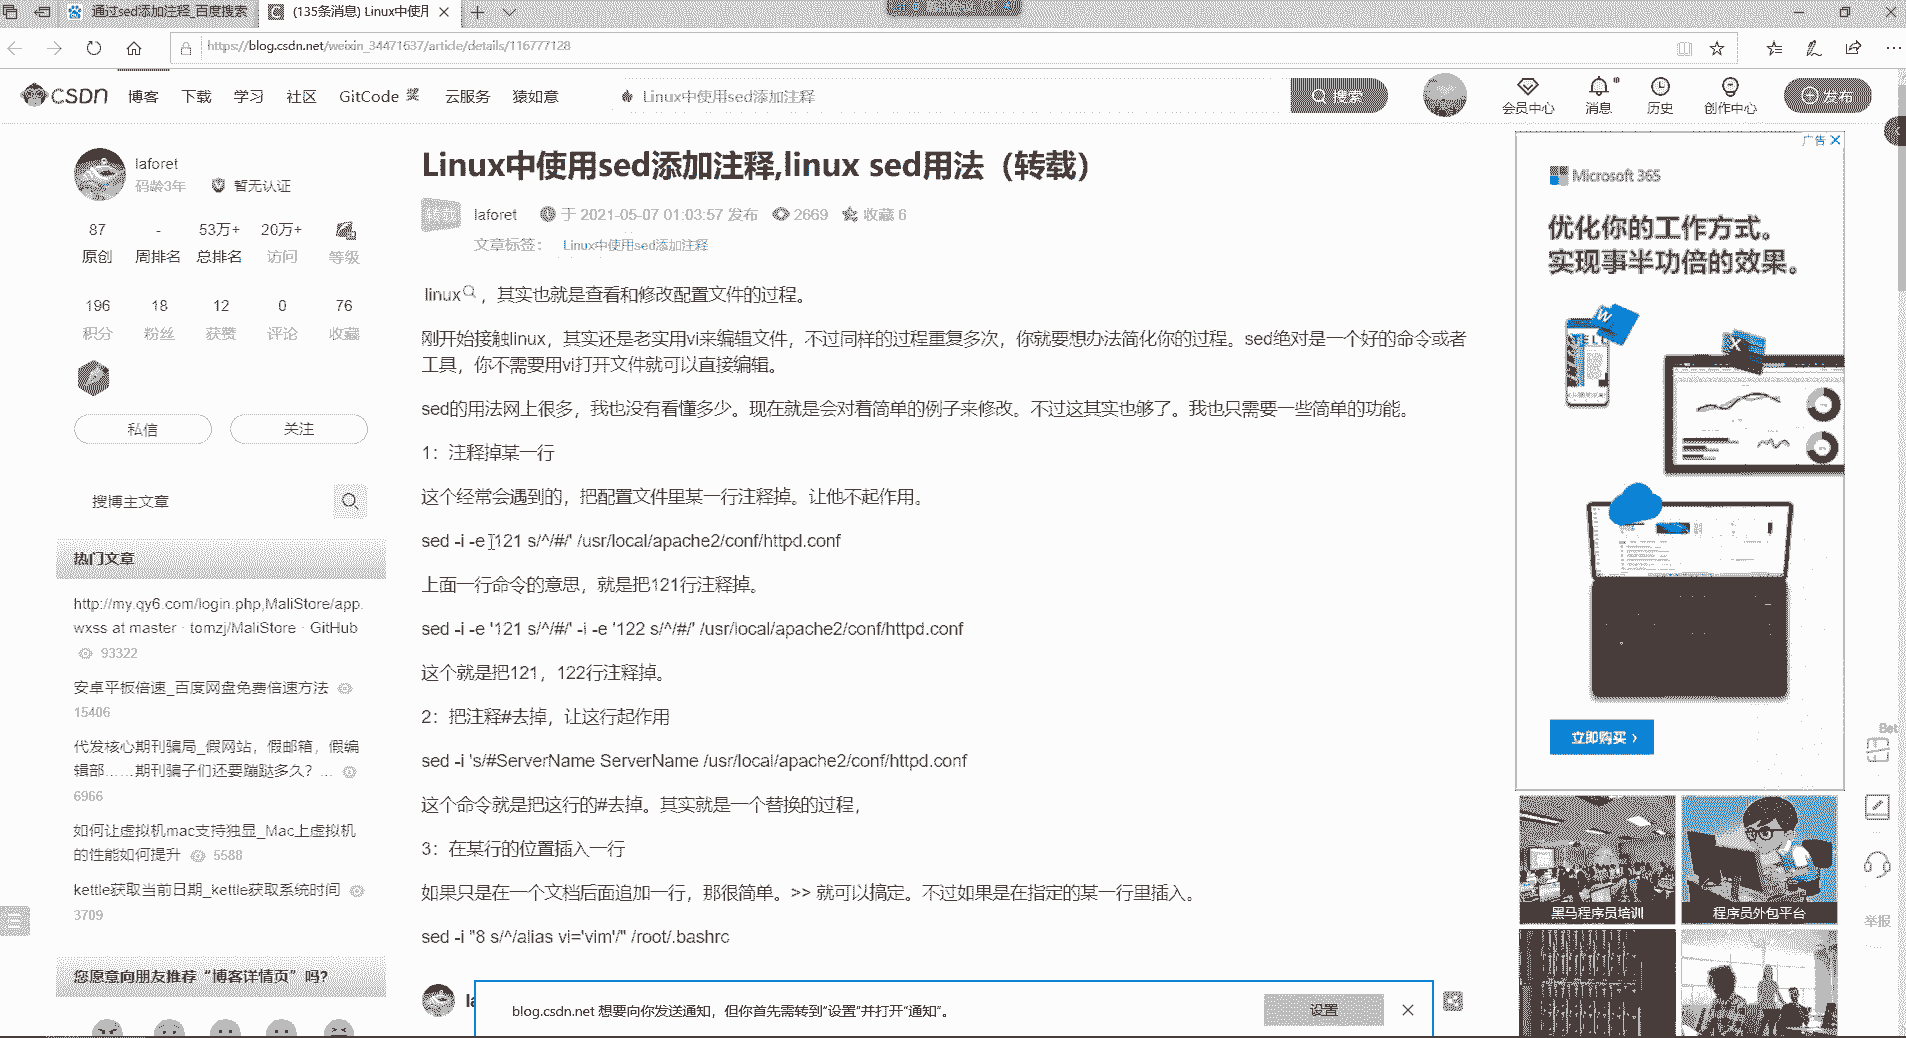 通过sed添加注释_百度搜索
(135条消息) Linux中使用
https://blog.csdn.net/weixin_34471637/article/details/116777128
CSDN 博客 下载 学习 社区 GitCode 云服务 猿如意
Linux中使用sed添加注释
搜索
会员中心 消息 历史 创作中心 发布
laforet
码龄3年 暂无认证
87 - 53万+ 20万+
原创 周排名 总排名 访问 等级
196 18 12 0 76
积分 粉丝 获赞 评论 收藏
私信 关注
搜博主文章
热门文章
http://my.qy6.com/login.php,MaliStore/app.
wxss at master · tomzj/MaliStore · GitHub
93322
安卓平板倍速_百度网盘免费倍速方法
15406
代发核心期刊骗局_假网站，假邮箱，假编
辑部……期刊骗子们还要蹦跶多久？...
6966
如何让虚拟机mac支持独显_Mac上虚拟机
的性能如何提升 5588
kettle获取当前日期_kettle获取系统时间
3709
您愿意向朋友推荐“博客详情页”吗?
Linux中使用sed添加注释,linux sed用法（转载）
转载 laforet 于 2021-05-07 01:03:57 发布 2669 收藏 6
文章标签： Linux中使用sed添加注释
linux ，其实也就是查看和修改配置文件的过程。
刚开始接触linux，其实还是老实用vi来编辑文件，不过同样的过程重复多次，你就要想办法简化你的过程。sed绝对是一个好的命令或者
工具，你不需要用vi打开文件就可以直接编辑。
sed的用法网上很多，我也没有看懂多少。现在就是会对着简单的例子来修改。不过这其实也够了。我也只需要一些简单的功能。
1：注释掉某一行
这个经常会遇到的，把配置文件里某一行注释掉。让他不起作用。
sed -i -e '121 s/^/#/' /usr/local/apache2/conf/httpd.conf
上面一行命令的意思，就是把121行注释掉。
sed -i -e '121 s/^/#/' -i -e '122 s/^/#/' /usr/local/apache2/conf/httpd.conf
这个就是把121，122行注释掉。
2：把注释#去掉，让这行起作用
sed -i 's/#ServerName ServerName /usr/local/apache2/conf/httpd.conf
这个命令就是把这行的#去掉。其实就是一个替换的过程，
3：在某行的位置插入一行
如果只是在一个文档后面追加一行，那很简单。>> 就可以搞定。不过如果是在指定的某一行里插入。
sed -i "8 s/^/alias vi='vim'/" /root/.bashrc
blog.csdn.net 想要向你发送通知，但你首先需转到“设置”并打开“通知”。
设置
广告
Microsoft 365
优化你的工作方式。
实现事半功倍的效果。
立即购买 ›
黑马程序员培训 程序员外包平台
Bet
举报